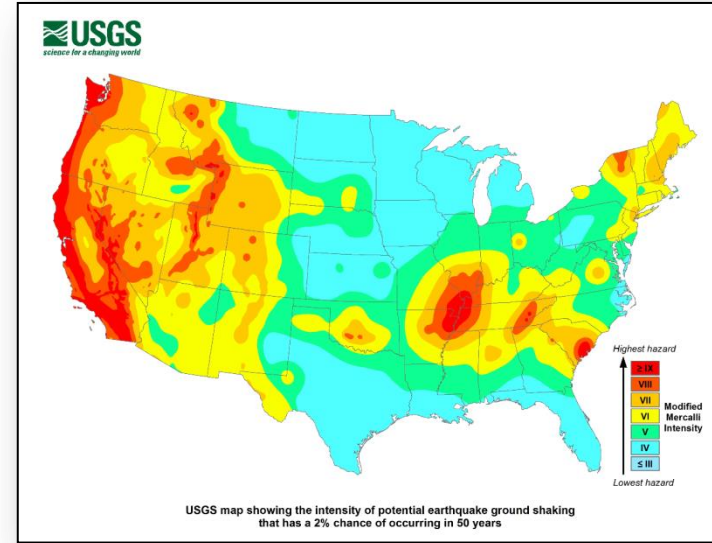 USGS
science for a changing world
Highest hazard
≥ IX
VIII
VII
VI
V
IV
≤ III
Modified
Mercalli
Intensity
Lowest hazard
USGS map showing the intensity of potential earthquake ground shaking
that has a 2% chance of occurring in 50 years